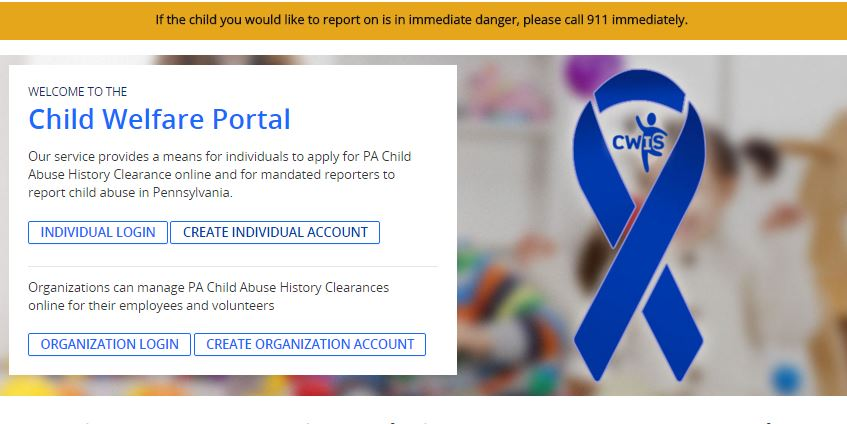 If the child you would like to report on is in immediate danger, please call 911 immediately.
WELCOME TO THE
Child Welfare Portal
Our service provides a means for individuals to apply for PA Child
Abuse History Clearance online and for mandated reporters to
report child abuse in Pennsylvania.
INDIVIDUAL LOGIN CREATE INDIVIDUAL ACCOUNT
Organizations can manage PA Child Abuse History Clearances
online for their employees and volunteers
ORGANIZATION LOGIN CREATE ORGANIZATION ACCOUNT
CWIS